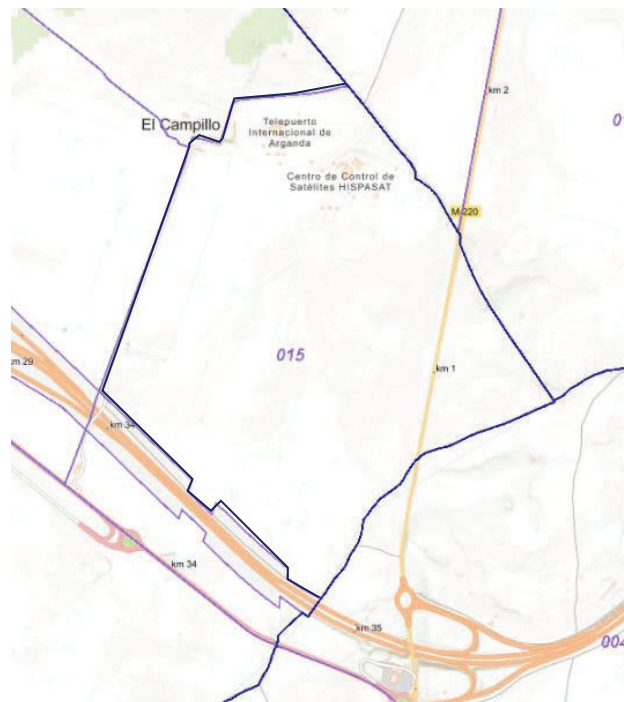 km 2
El Campillo
Telepuerto
Internacional de
Arganda
Centro de Control de
Satélites HISPASAT
M-220
015
km 1
km 29
km 34
km 34
km 35
004